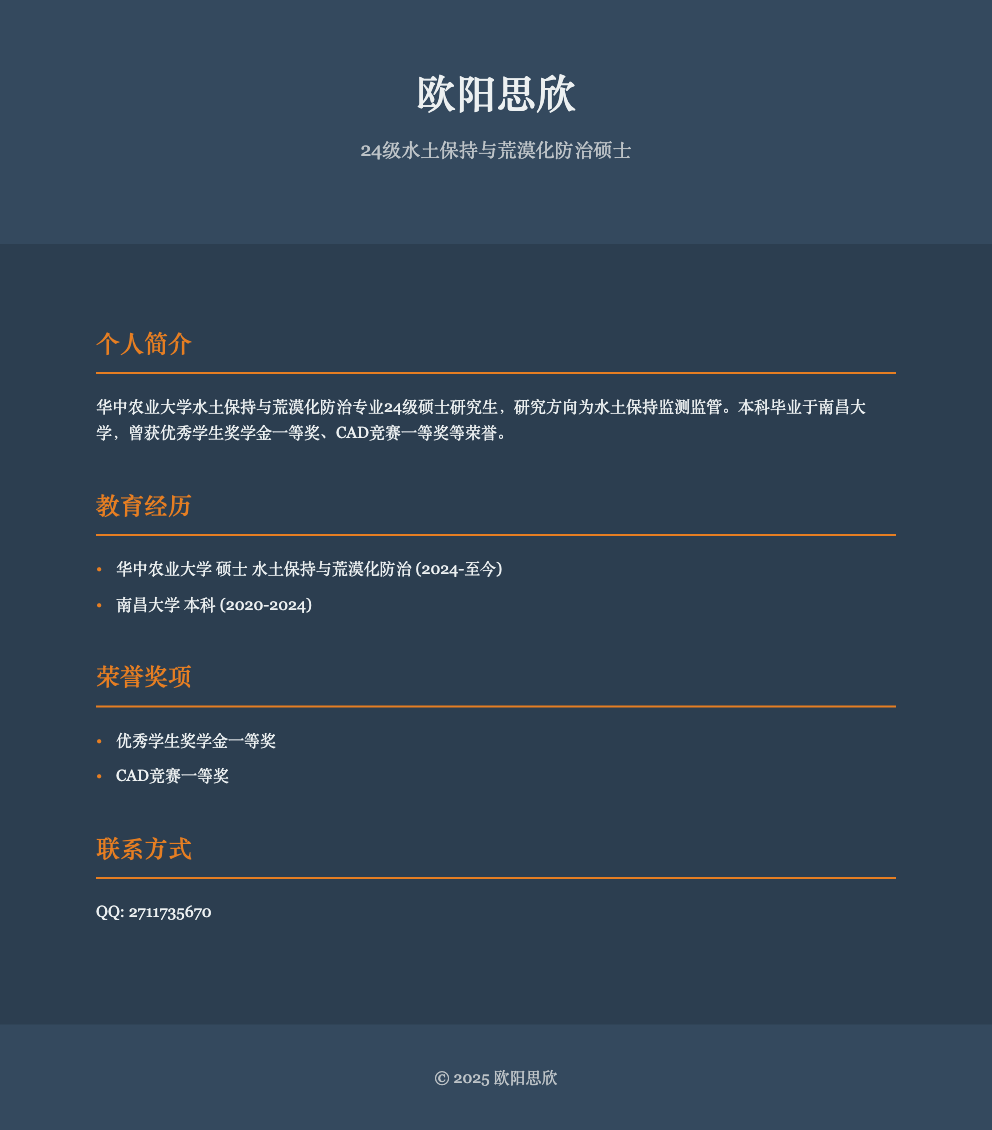 欧阳思欣
24级水土保持与荒漠化防治硕士
个人简介
华中农业大学水土保持与荒漠化防治专业24级硕士研究生，研究方向为水土保持监测监管。本科毕业于南昌大
学，曾获优秀学生奖学金一等奖、CAD竞赛一等奖等荣誉。
教育经历
• 华中农业大学 硕士 水土保持与荒漠化防治 (2024-至今)
• 南昌大学 本科 (2020-2024)
荣誉奖项
• 优秀学生奖学金一等奖
• CAD竞赛一等奖
联系方式
QQ: 2711735670
© 2025 欧阳思欣